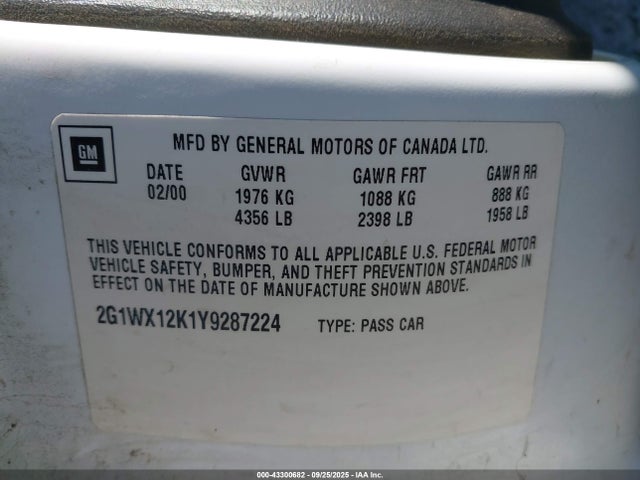 GM
MFD BY GENERAL MOTORS OF CANADA LTD.
DATE GVWR GAWR FRT GAWR RR
02/00 1976 KG 1088 KG 888 KG
4356 LB 2398 LB 1958 LB
THIS VEHICLE CONFORMS TO ALL APPLICABLE U.S. FEDERAL MOTOR
VEHICLE SAFETY, BUMPER, AND THEFT PREVENTION STANDARDS IN
EFFECT ON THE DATE OF MANUFACTURE SHOWN ABOVE.
2G1WX12K1Y9287224 TYPE: PASS CAR
000-43300682 - 09/25/2025 - IAA Inc.